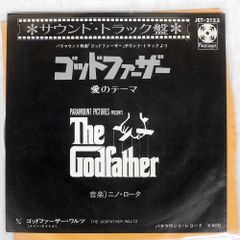 *サウンド・トラック盤*
JET-2123
パラマウント映画「ゴッドファーザー」サウンド・トラックより
Paramount
ゴッドファーザー
愛のテーマ
PARAMOUNT PICTURES PRESENTS
The
Godfather
音楽)ニノ・ロータ
ゴッドファーザー・ワルツ
THE GODFATHER WALTZ
パラマウント・レコード
¥400